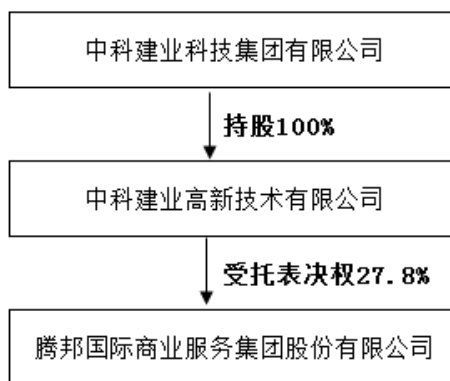 中科建业科技集团有限公司
持股100%
中科建业高新技术有限公司
受托表决权27.8%
腾邦国际商业服务集团股份有限公司